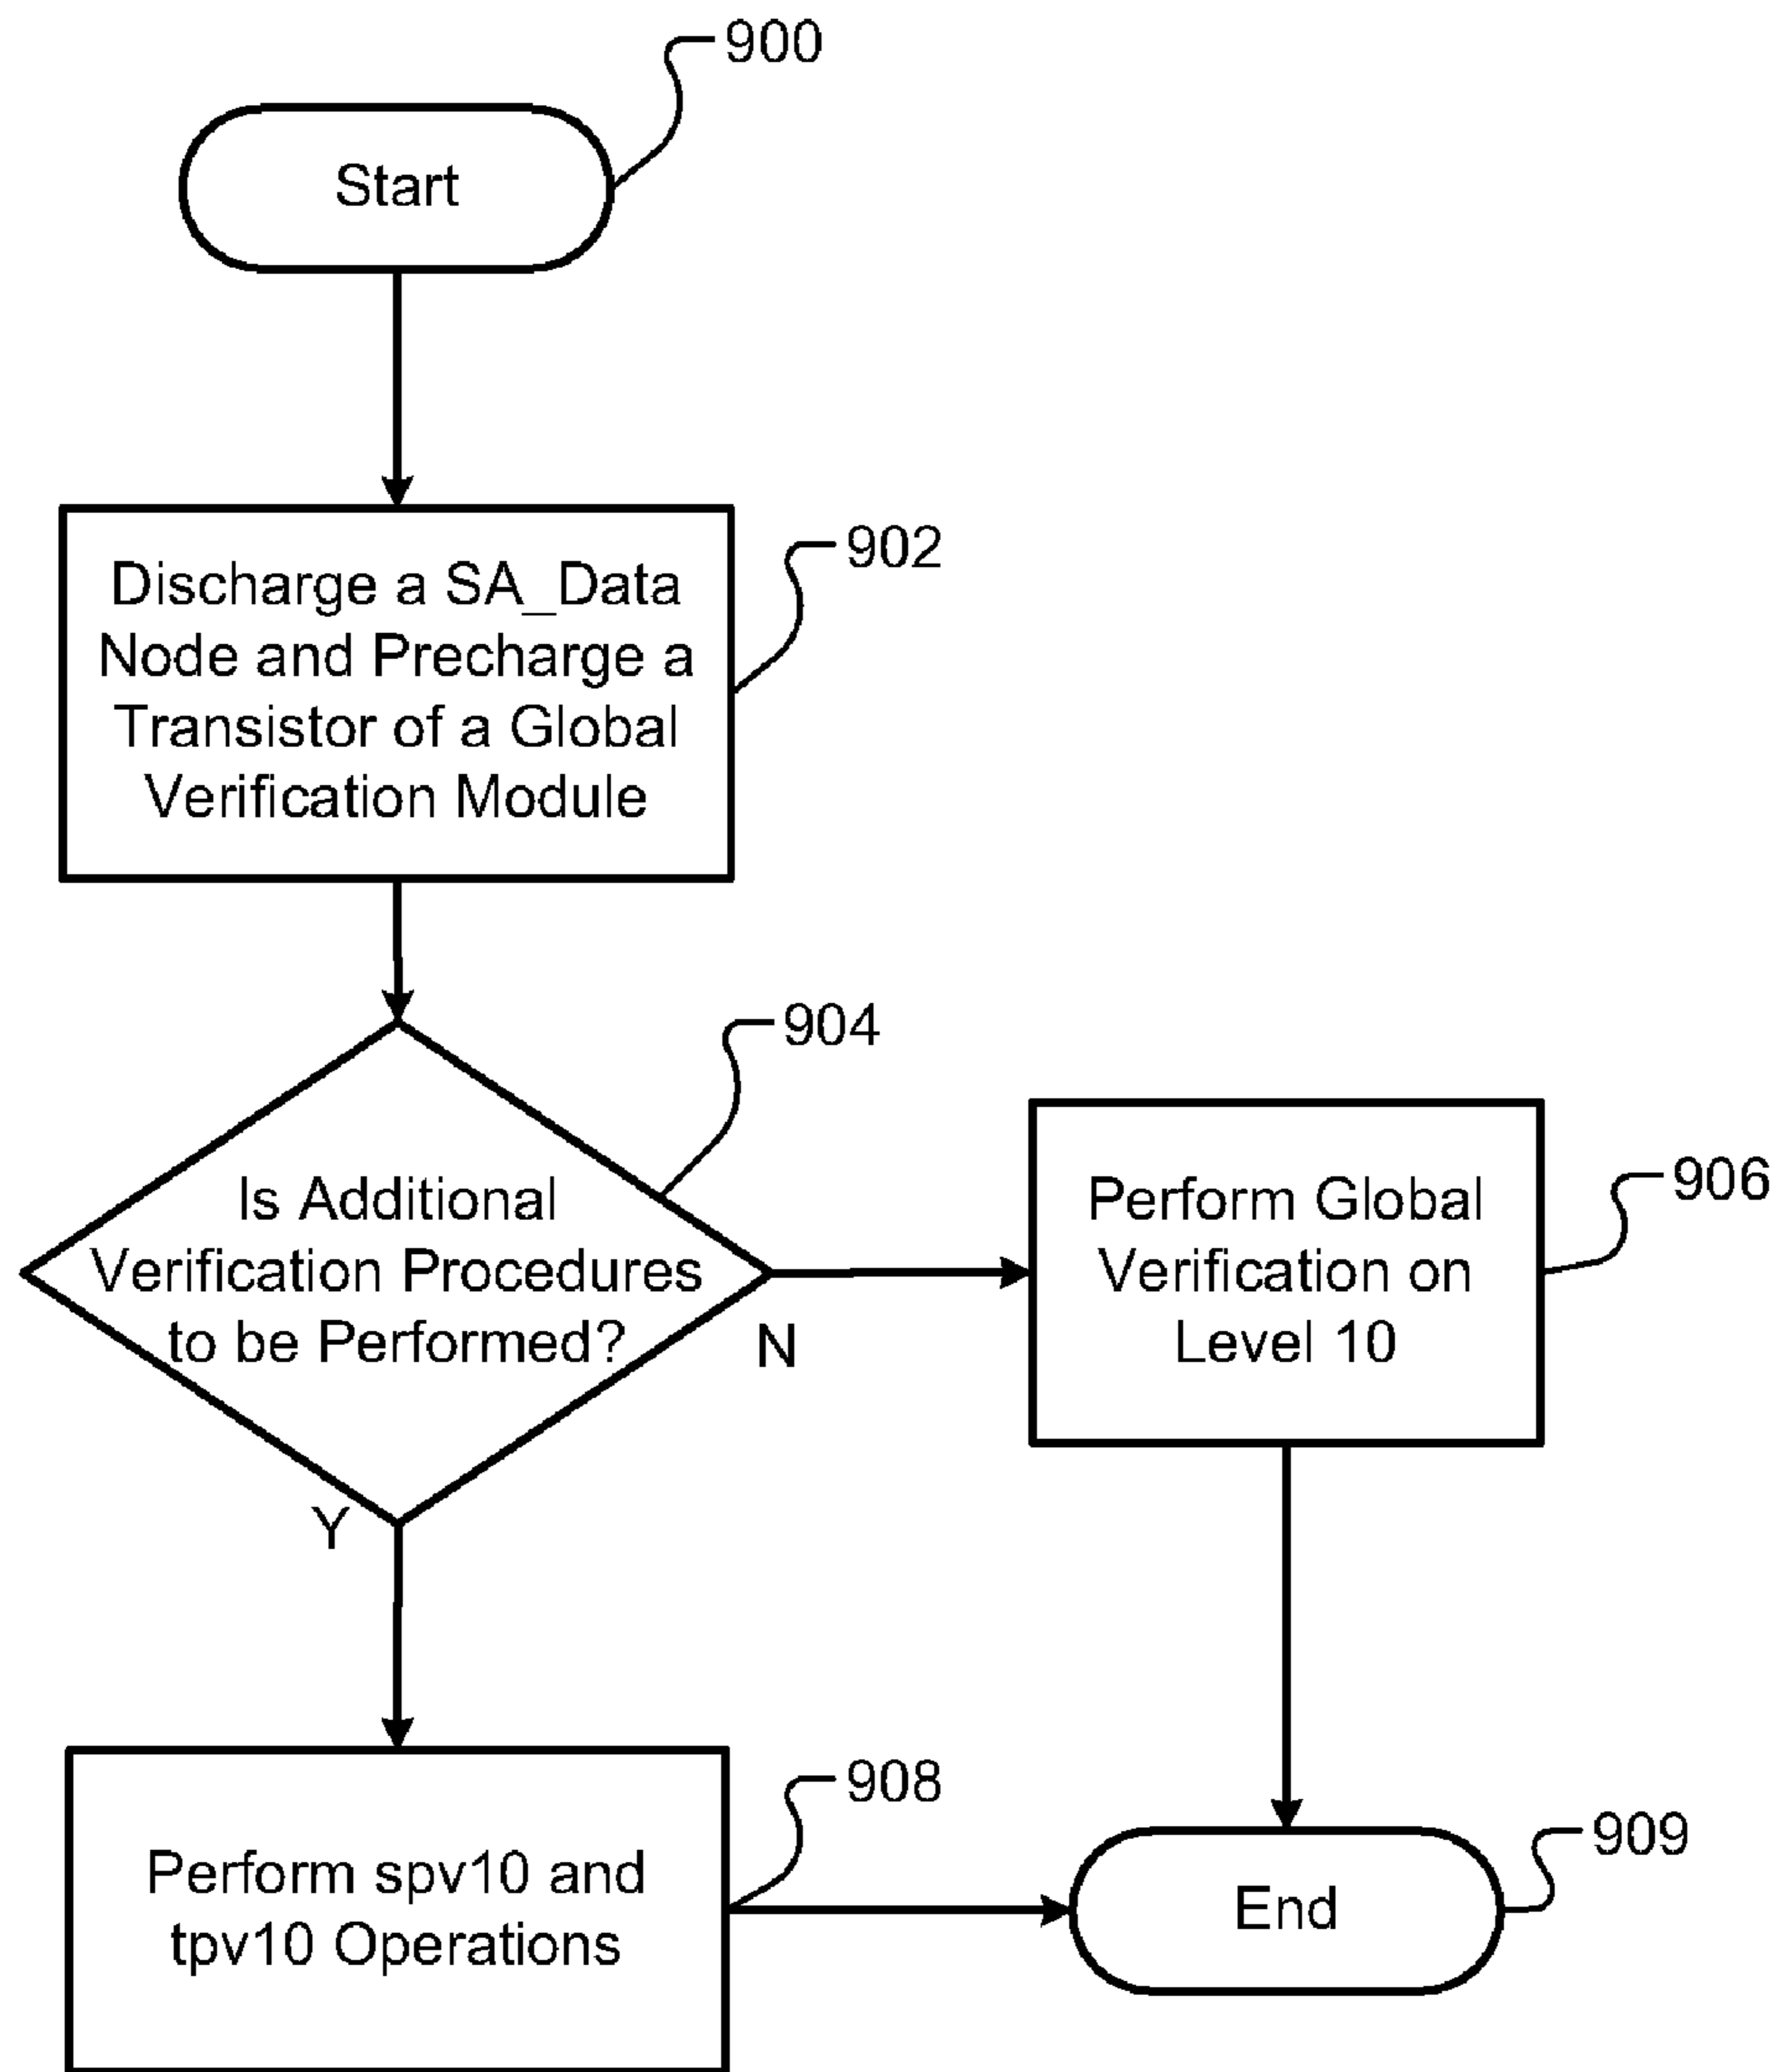 900
Start
902
Discharge a SA_Data
Node and Precharge a
Transistor of a Global
Verification Module
904
Is Additional
Verification Procedures
to be Performed?
N
Y
906
Perform Global
Verification on
Level 10
908
Perform spv10 and
tpv10 Operations
909
End